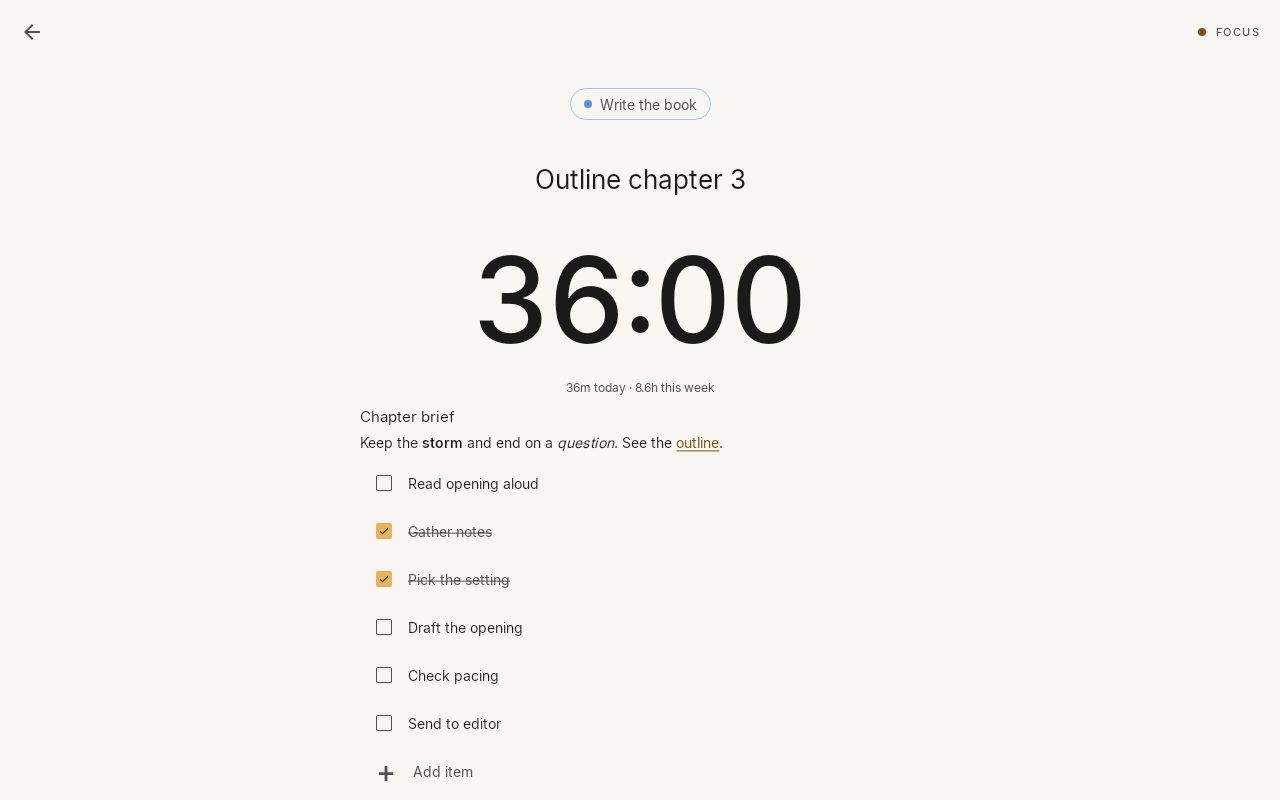 FOCUS
Write the book
Outline chapter 3
36:00
36m today · 8.6h this week
Chapter brief
Keep the storm and end on a question. See the outline.
Read opening aloud
Gather notes
Pick the setting
Draft the opening
Check pacing
Send to editor
Add item